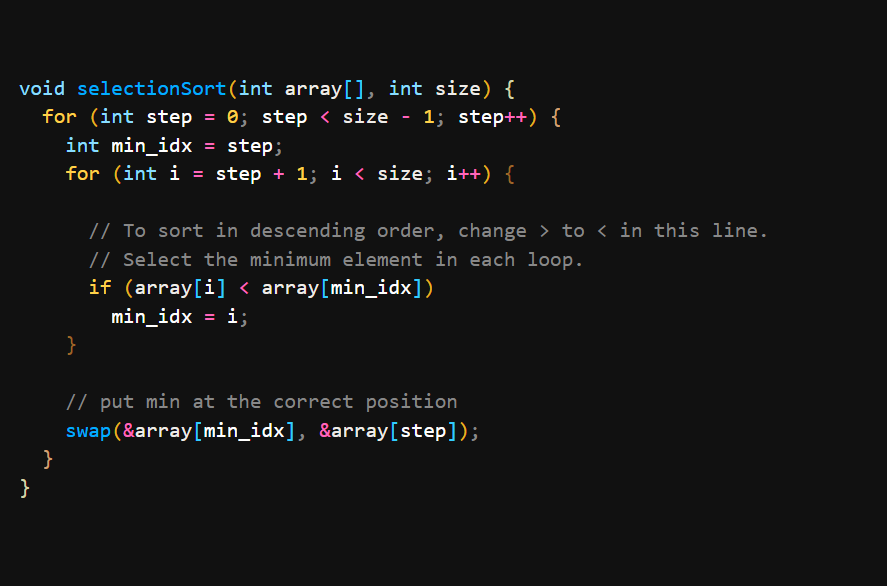 void selectionSort(int array[], int size) {
  for (int step = 0; step < size - 1; step++) {
    int min_idx = step;
    for (int i = step + 1; i < size; i++) {

      // To sort in descending order, change > to < in this line.
      // Select the minimum element in each loop.
      if (array[i] < array[min_idx])
        min_idx = i;
    }

    // put min at the correct position
    swap(&array[min_idx], &array[step]);
  }
}